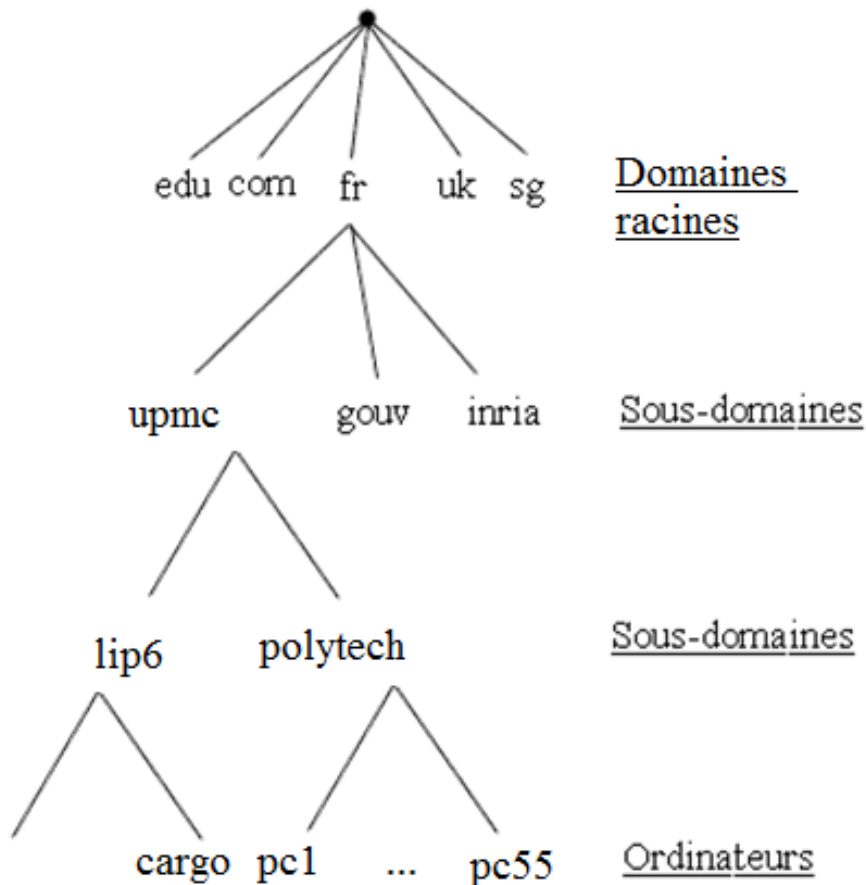 edu com fr uk sg Domaines
racines
upmc gouv inria Sous-domaines
lip6 polytech Sous-domaines
cargo pc1 ... pc55 Ordinateurs